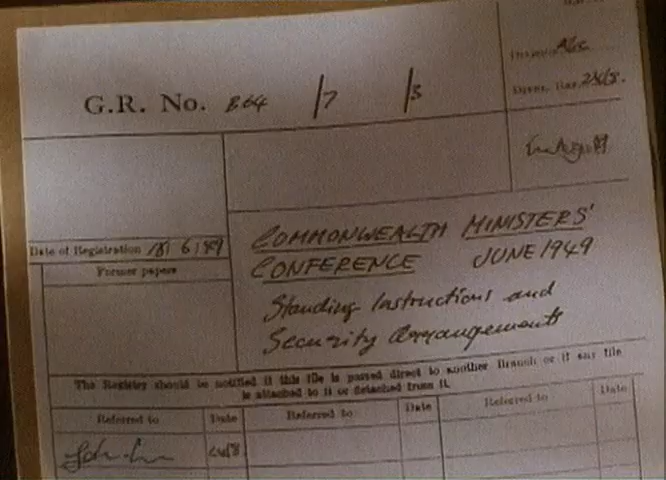 G.R. No. 864 /7 /3
Date of Registration 18/6/49
Former papers
COMMONWEALTH MINISTERS'
CONFERENCE JUNE 1949
Standing Instructions and
Security Arrangements
The Registry should be notified if this file is passed direct to another Branch or if any file
is attached to it or detached from it.
Referred to Date Referred to Date Referred to Date